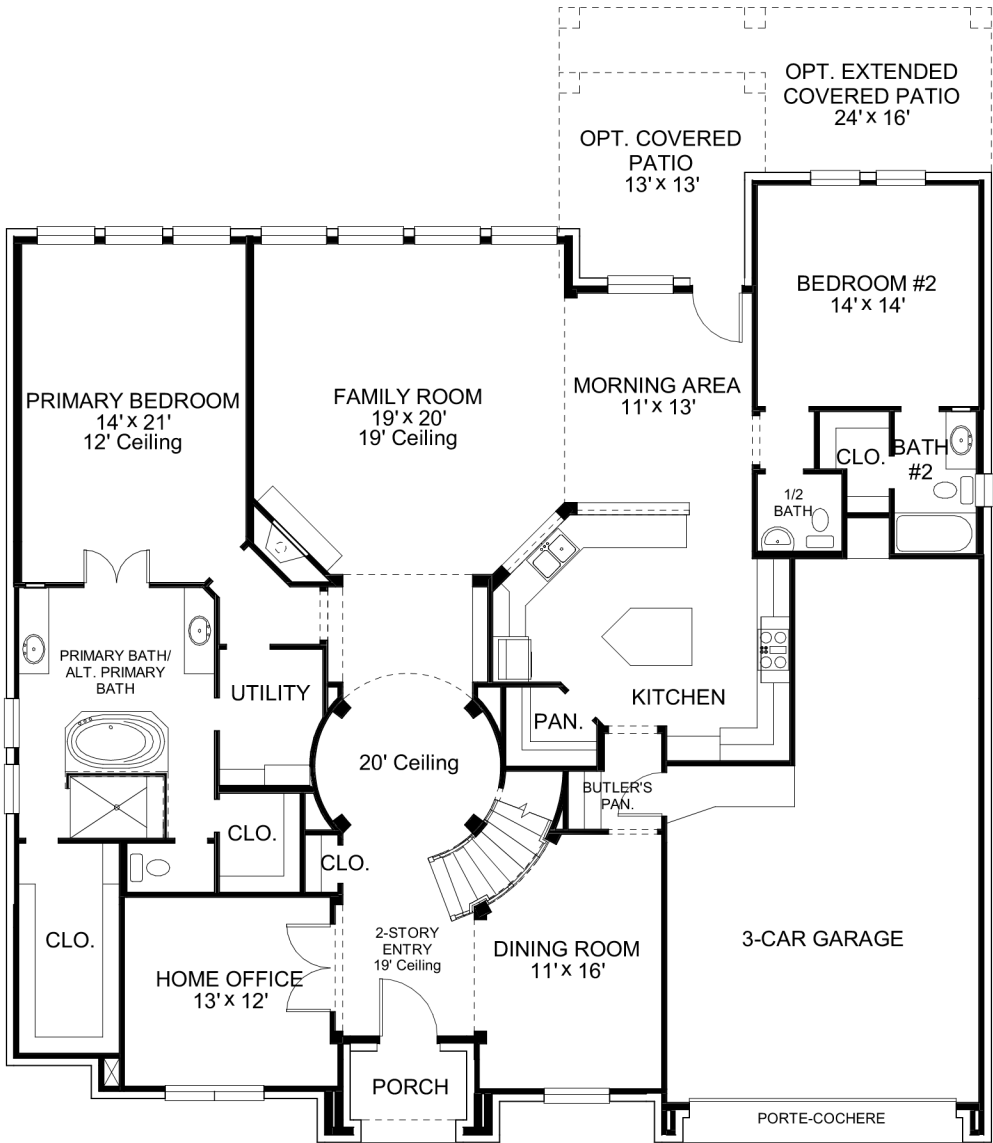 OPT. EXTENDED
COVERED PATIO
24' x 16'
OPT. COVERED
PATIO
13' x 13'
BEDROOM #2
14' x 14'
PRIMARY BEDROOM
14' x 21'
12' Ceiling
FAMILY ROOM
19' x 20'
19' Ceiling
MORNING AREA
11' x 13'
CLO.
BATH
#2
1/2
BATH
PRIMARY BATH/
ALT. PRIMARY
BATH
UTILITY
KITCHEN
PAN.
20' Ceiling
BUTLER'S
PAN.
CLO.
CLO.
CLO.
2-STORY
ENTRY
19' Ceiling
DINING ROOM
11' x 16'
3-CAR GARAGE
HOME OFFICE
13' x 12'
PORCH
PORTE-COCHERE